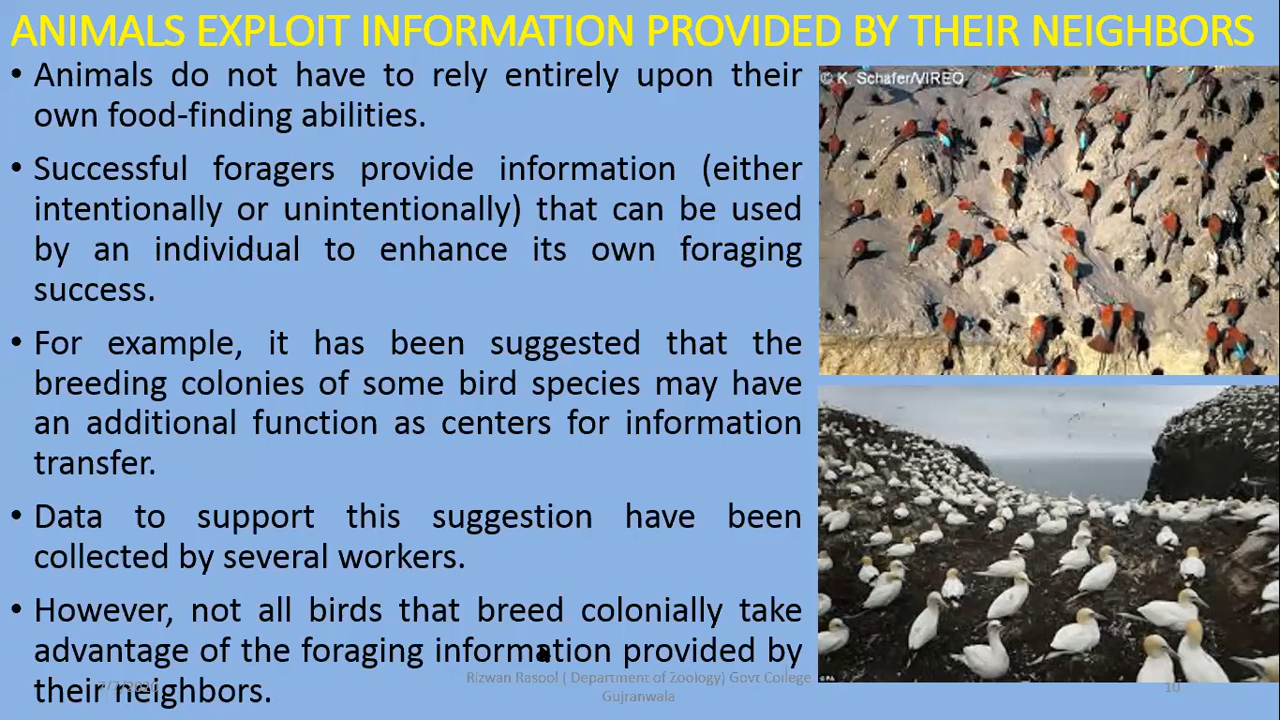 ANIMALS EXPLOIT INFORMATION PROVIDED BY THEIR NEIGHBORS
• Animals do not have to rely entirely upon their
own food-finding abilities.
• Successful foragers provide information (either
intentionally or unintentionally) that can be used
by an individual to enhance its own foraging
success.
• For example, it has been suggested that the
breeding colonies of some bird species may have
an additional function as centers for information
transfer.
• Data to support this suggestion have been
collected by several workers.
• However, not all birds that breed colonially take
advantage of the foraging information provided by
their neighbors.
© K. Schafer/VIREO
Rizwan Rasool ( Department of Zoology) Govt College
Gujranwala
10